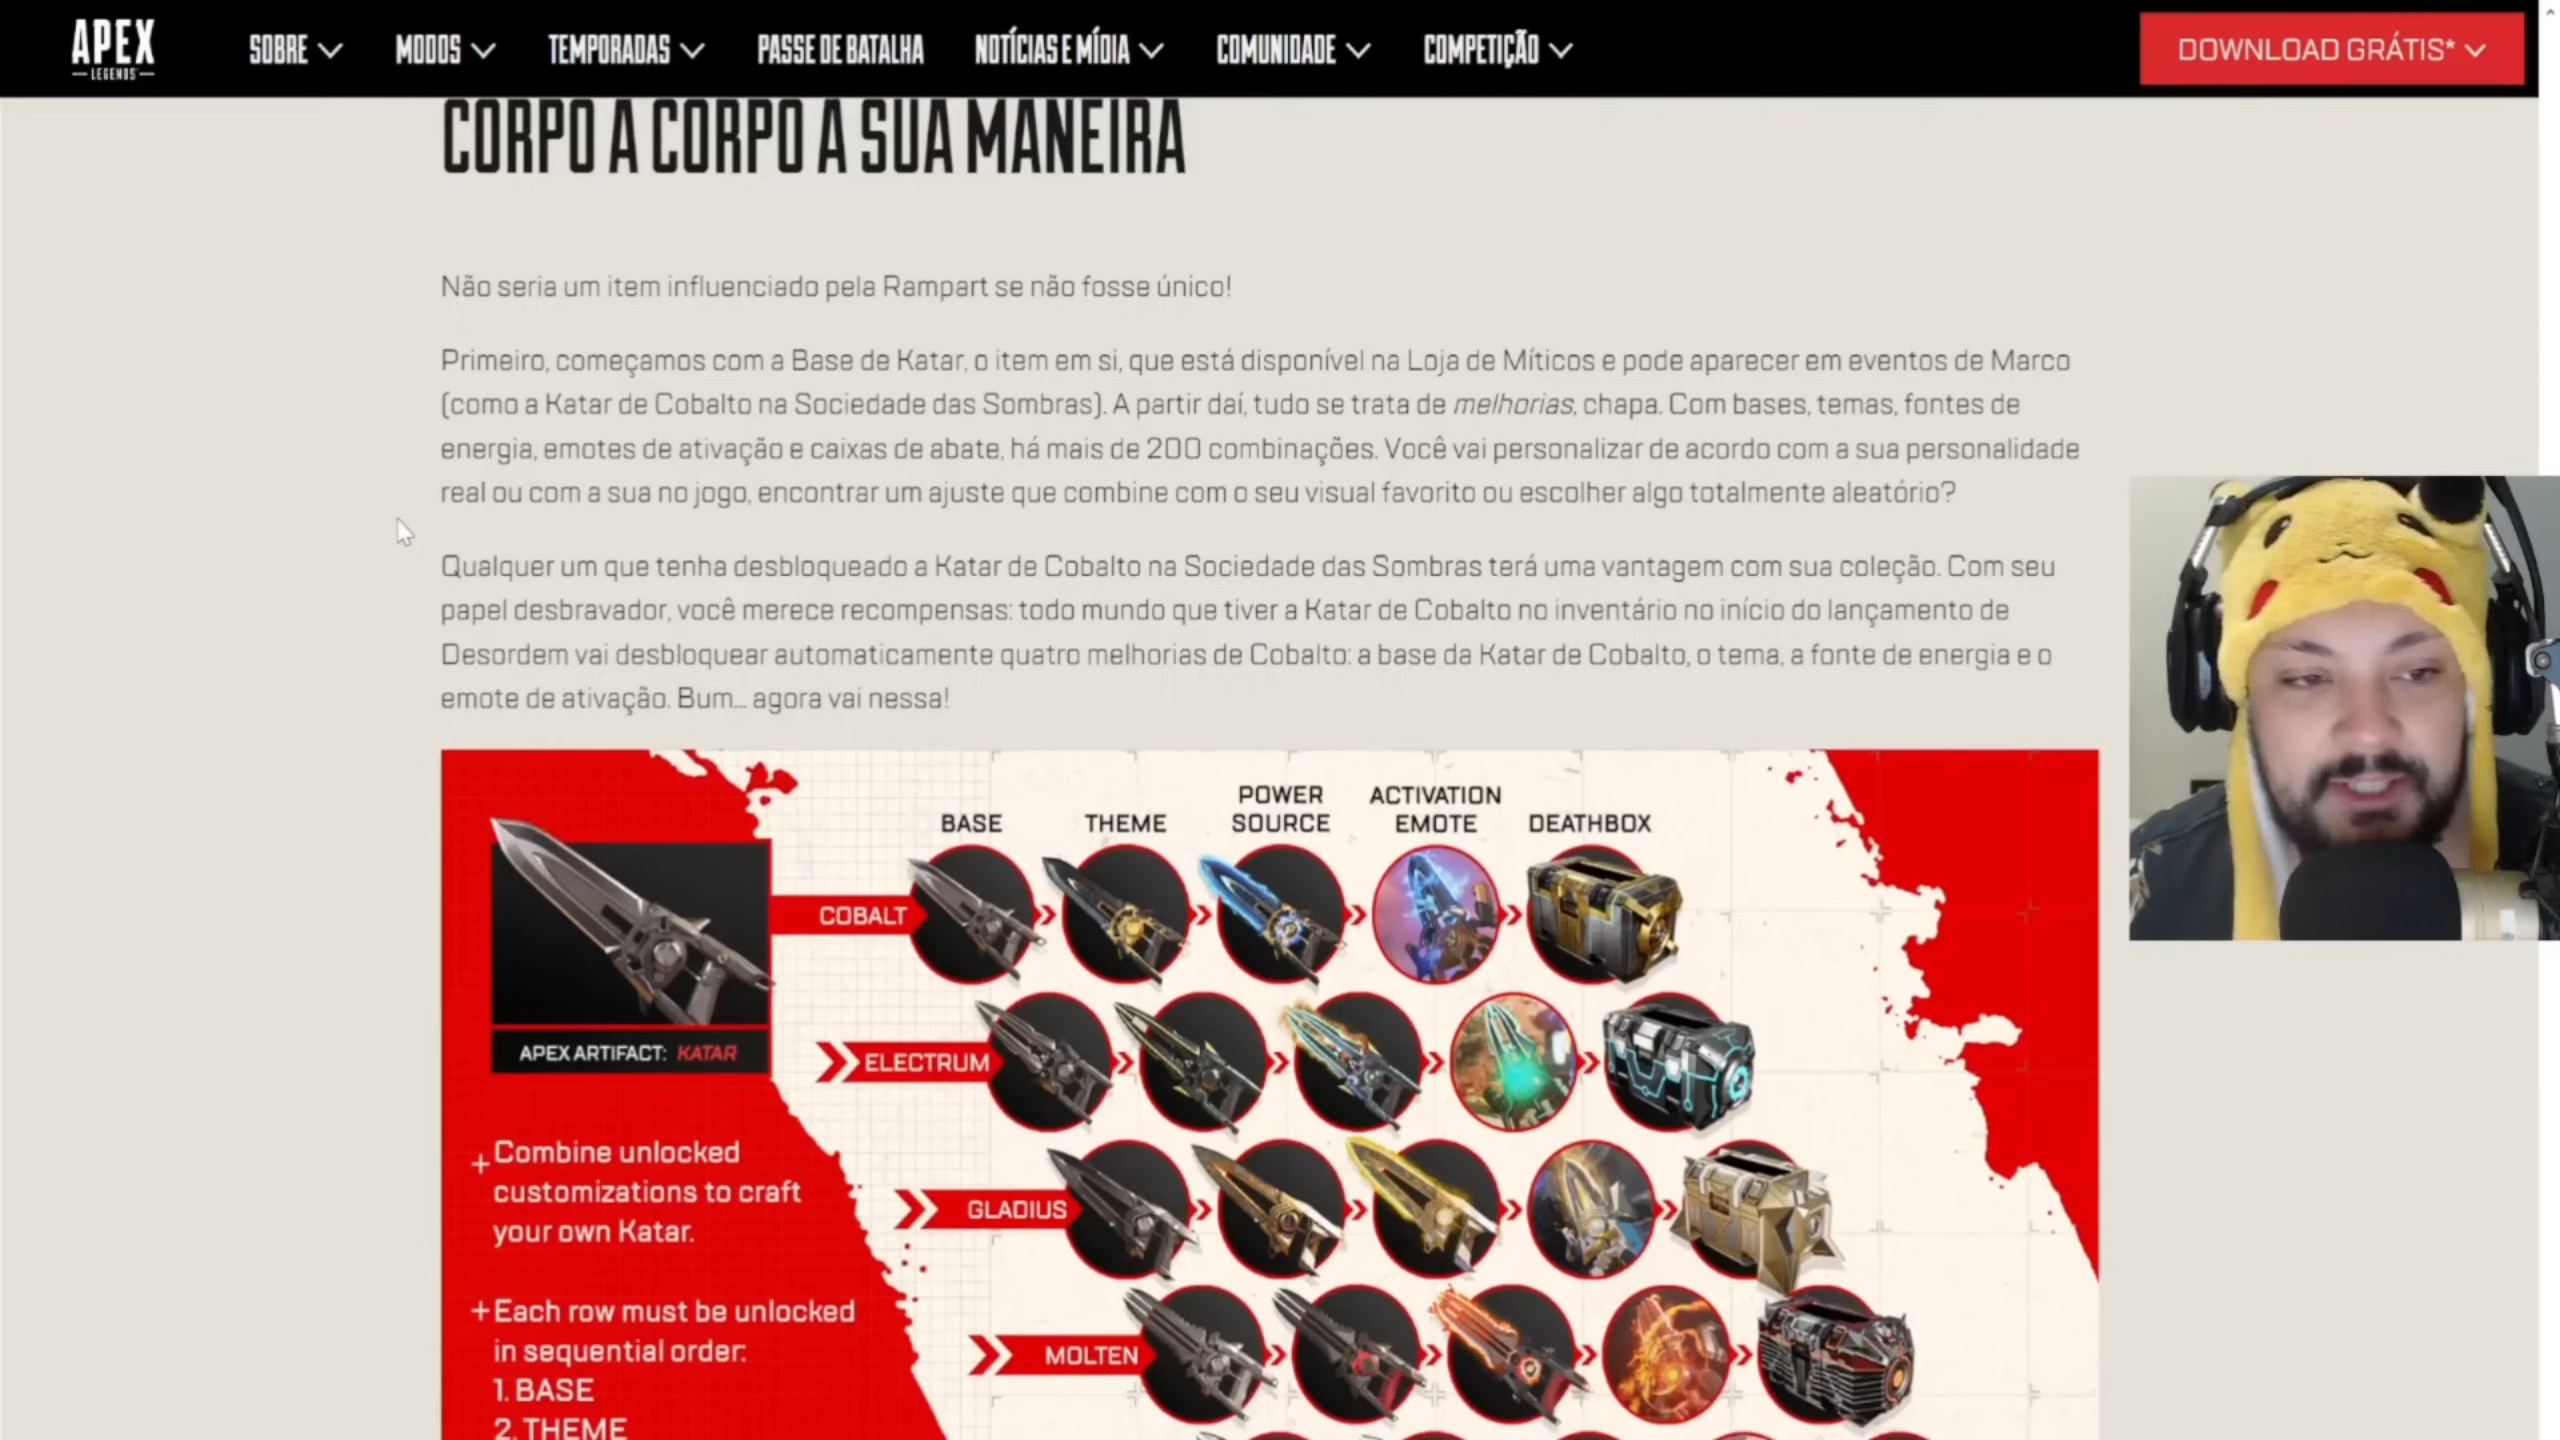 APEX
LEGENDS
SOBRE
MODOS
TEMPORADAS
PASSE DE BATALHA
NOTÍCIAS E MÍDIA
COMUNIDADE
COMPETIÇÃO
DOWNLOAD GRÁTIS*
CORPO A CORPO A SUA MANEIRA
Não seria um item influenciado pela Rampart se não fosse único!
Primeiro, começamos com a Base de Katar, o item em si, que está disponível na Loja de Míticos e pode aparecer em eventos de Marco
(como a Katar de Cobalto na Sociedade das Sombras). A partir daí, tudo se trata de melhorias, chapa. Com bases, temas, fontes de
energia, emotes de ativação e caixas de abate, há mais de 200 combinações. Você vai personalizar de acordo com a sua personalidade
real ou com a sua no jogo, encontrar um ajuste que combine com o seu visual favorito ou escolher algo totalmente aleatório?
Qualquer um que tenha desbloqueado a Katar de Cobalto na Sociedade das Sombras terá uma vantagem com sua coleção. Com seu
papel desbravador, você merece recompensas: todo mundo que tiver a Katar de Cobalto no inventário no início do lançamento de
Desordem vai desbloquear automaticamente quatro melhorias de Cobalto: a base da Katar de Cobalto, o tema, a fonte de energia e o
emote de ativação. Bum... agora vai nessa!
BASE
THEME
POWER
SOURCE
ACTIVATION
EMOTE
DEATHBOX
COBALT
APEX ARTIFACT: KATAR
ELECTRUM
GLADIUS
MOLTEN
+Combine unlocked
customizations to craft
your own Katar.
+Each row must be unlocked
in sequential order:
1. BASE
2. THEME